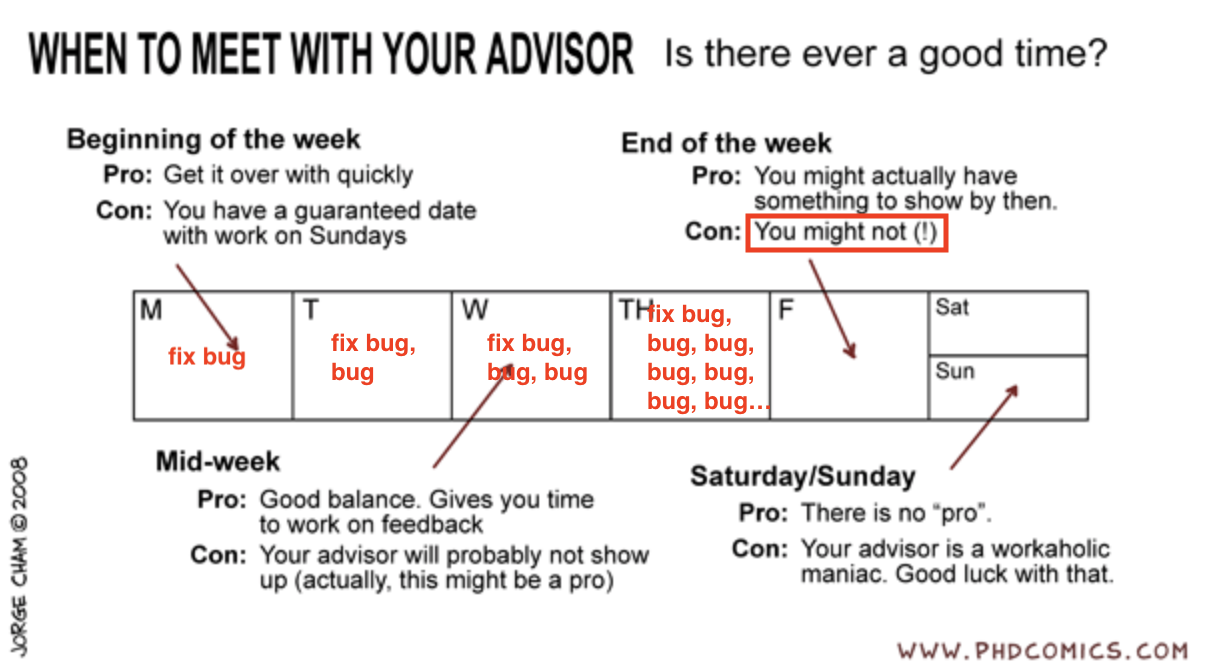 WHEN TO MEET WITH YOUR ADVISOR Is there ever a good time?
Beginning of the week
Pro: Get it over with quickly
Con: You have a guaranteed date
with work on Sundays
End of the week
Pro: You might actually have
something to show by then.
Con: You might not (!)
M
fix bug
T
fix bug,
bug
W
fix bug,
bug, bug
TH
fix bug,
bug, bug,
bug, bug,
bug, bug...
F
Sat
Sun
Mid-week
Pro: Good balance. Gives you time
to work on feedback
Con: Your advisor will probably not show
up (actually, this might be a pro)
Saturday/Sunday
Pro: There is no “pro”.
Con: Your advisor is a workaholic
maniac. Good luck with that.
JORGE CHAM © 2008
WWW.PHDCOMICS.COM